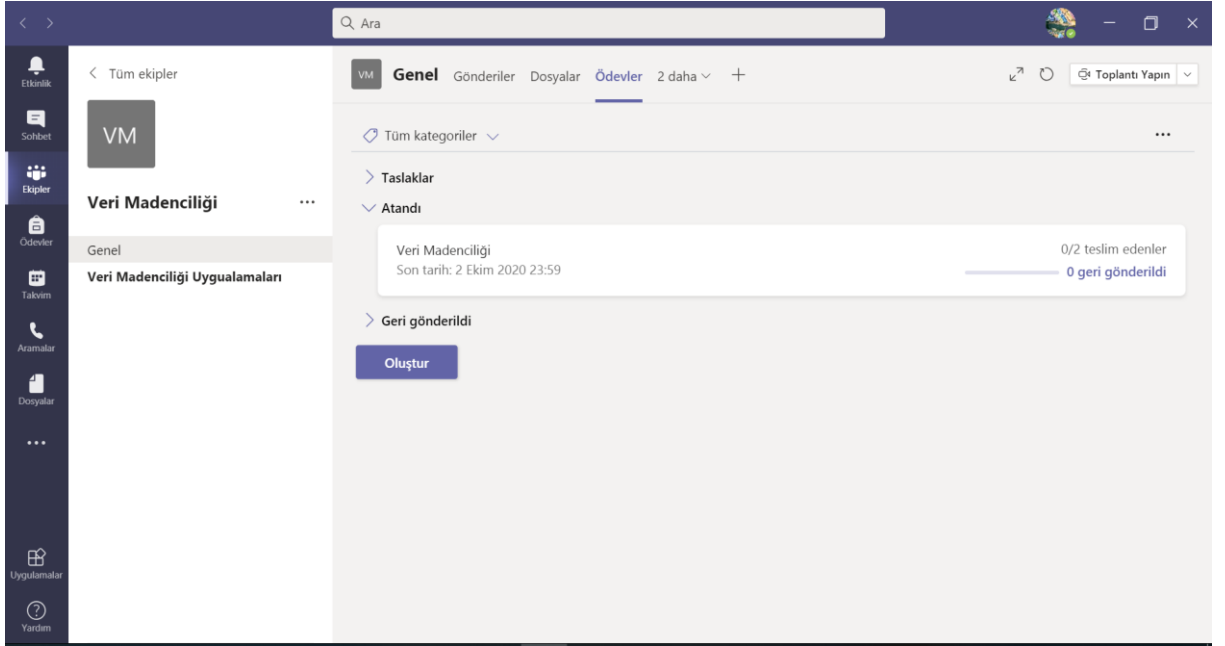 Ara
Etkinlik
Sohbet
Ekipler
Ödevler
Takvim
Aramalar
Dosyalar
Uygulamalar
Yardım
Tüm ekipler
VM
Veri Madenciliği
Genel
Veri Madenciliği Uygualamaları
VM Genel Gönderiler Dosyalar Ödevler 2 daha
Toplantı Yapın
Tüm kategoriler
Taslaklar
Atandı
Veri Madenciliği
Son tarih: 2 Ekim 2020 23:59
0/2 teslim edenler
0 geri gönderildi
Geri gönderildi
Oluştur